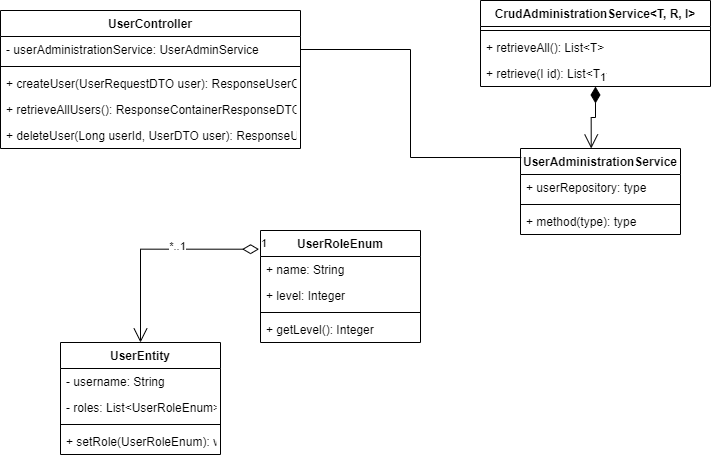 UserController
- userAdministrationService: UserAdminService
+ createUser(UserRequestDTO user): ResponseUserC
+ retrieveAllUsers(): ResponseContainerResponseDTO
+ deleteUser(Long userId, UserDTO user): ResponseU
CrudAdministrationService<T, R, I>
+ retrieveAll(): List<T>
+ retrieve(I id): List<T
1
UserAdministrationService
+ userRepository: type
+ method(type): type
*..1
1
UserRoleEnum
+ name: String
+ level: Integer
+ getLevel(): Integer
UserEntity
- username: String
- roles: List<UserRoleEnum>
+ setRole(UserRoleEnum): v